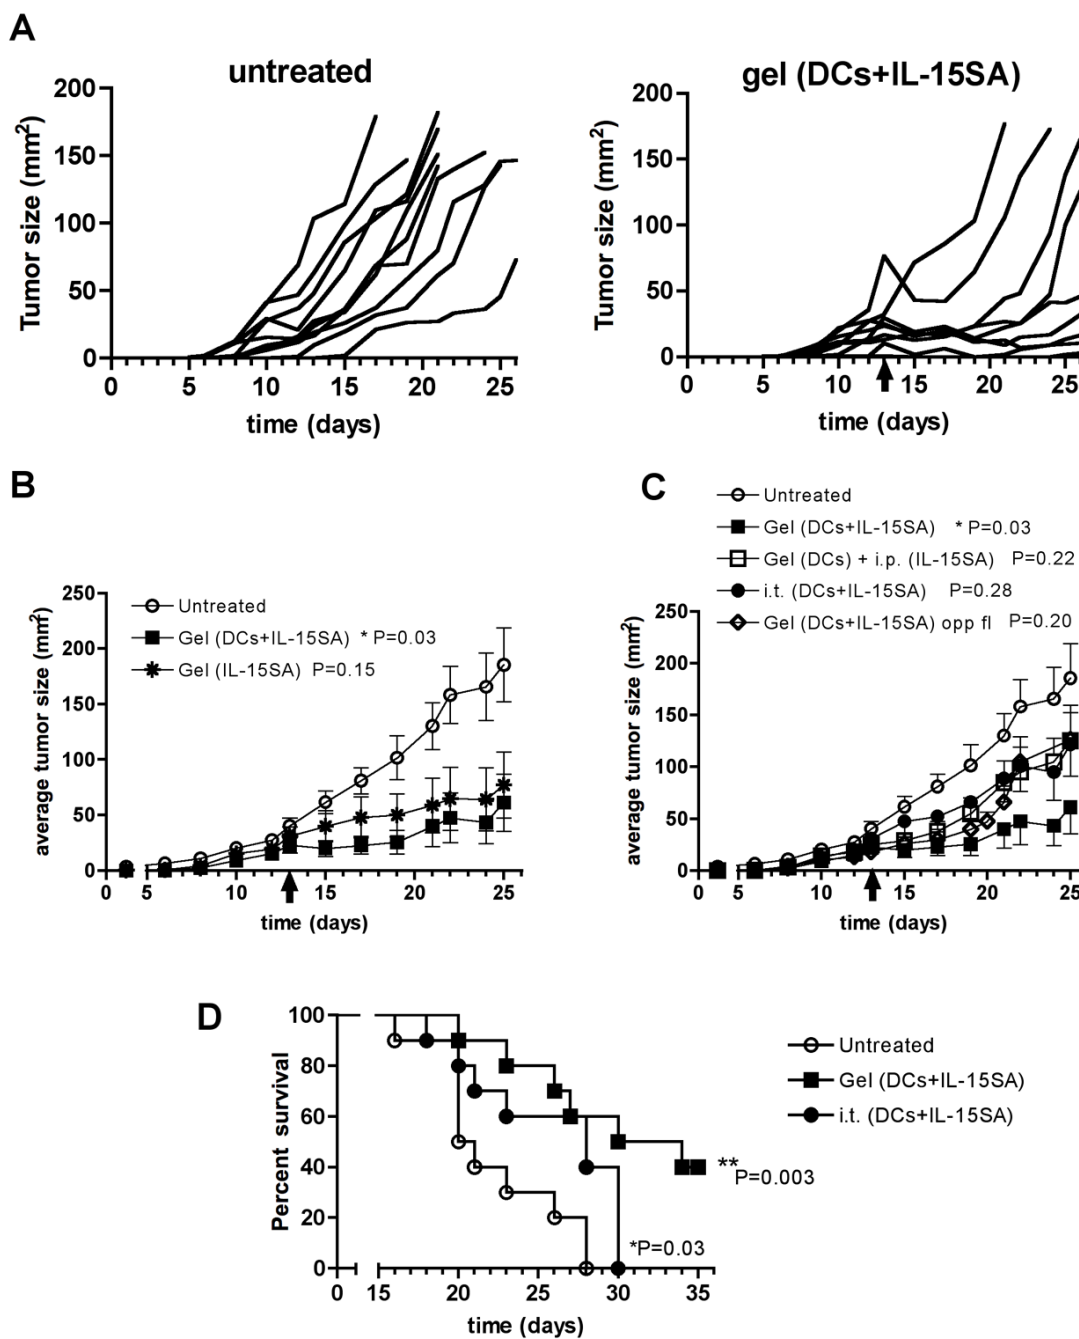 A
untreated
gel (DCs+IL-15SA)
Tumor size (mm²)
200
150
100
50
0
0 5 10 15 20 25
time (days)
Tumor size (mm²)
200
150
100
50
0
0 5 10 15 20 25
time (days)
B
Untreated
Gel (DCs+IL-15SA) * P=0.03
Gel (IL-15SA) P=0.15
average tumor size (mm²)
250
200
150
100
50
0
0 5 10 15 20 25
time (days)
C
Untreated
Gel (DCs+IL-15SA) * P=0.03
Gel (DCs) + i.p. (IL-15SA) P=0.22
i.t. (DCs+IL-15SA) P=0.28
Gel (DCs+IL-15SA) opp fl P=0.20
average tumor size (mm²)
250
200
150
100
50
0
0 5 10 15 20 25
time (days)
D
Percent survival
100
80
60
40
20
0
0 15 20 25 30 35
time (days)
**P=0.003
*P=0.03
Untreated
Gel (DCs+IL-15SA)
i.t. (DCs+IL-15SA)